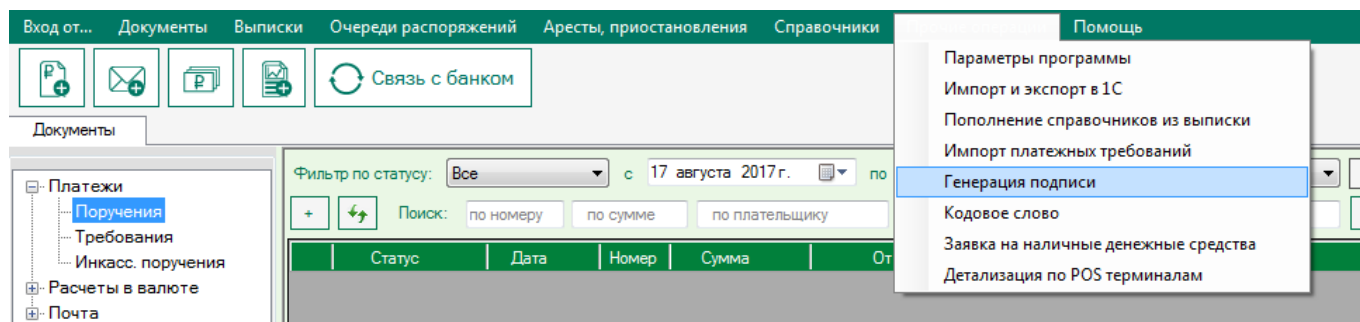 Вход от... Документы Выписки Очереди распоряжений Аресты, приостановления Справочники Помощь
Связь с банком
Документы
Параметры программы
Импорт и экспорт в 1С
Пополнение справочников из выписки
Импорт платежных требований
Генерация подписи
Кодовое слово
Заявка на наличные денежные средства
Детализация по POS терминалам
Платежи
Поручения
Требования
Инкасс. поручения
Расчеты в валюте
Почта
Фильтр по статусу: Все с 17 августа 2017 г. по
+ Поиск: по номеру по сумме по плательщику
Статус Дата Номер Сумма От